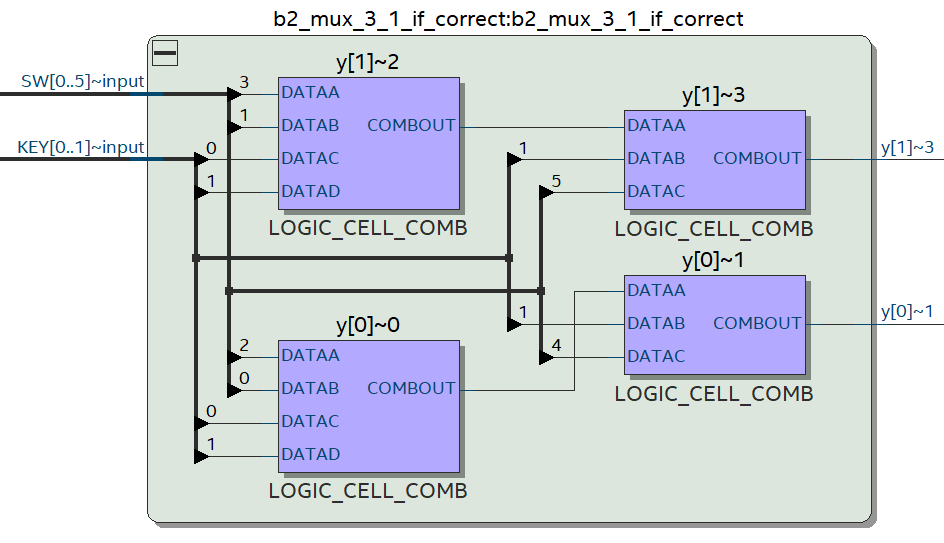 b2_mux_3_1_if_correct:b2_mux_3_1_if_correct
SW[0..5]~input
KEY[0..1]~input
y[1]~2
3
DATAA
1
DATAB
COMBOUT
0
DATAC
1
DATAD
LOGIC_CELL_COMB
y[1]~3
DATAA
1
DATAB
COMBOUT
5
DATAC
LOGIC_CELL_COMB
y[1]~3
y[0]~0
2
DATAA
0
DATAB
COMBOUT
0
DATAC
1
DATAD
LOGIC_CELL_COMB
y[0]~1
DATAA
1
DATAB
COMBOUT
4
DATAC
LOGIC_CELL_COMB
y[0]~1